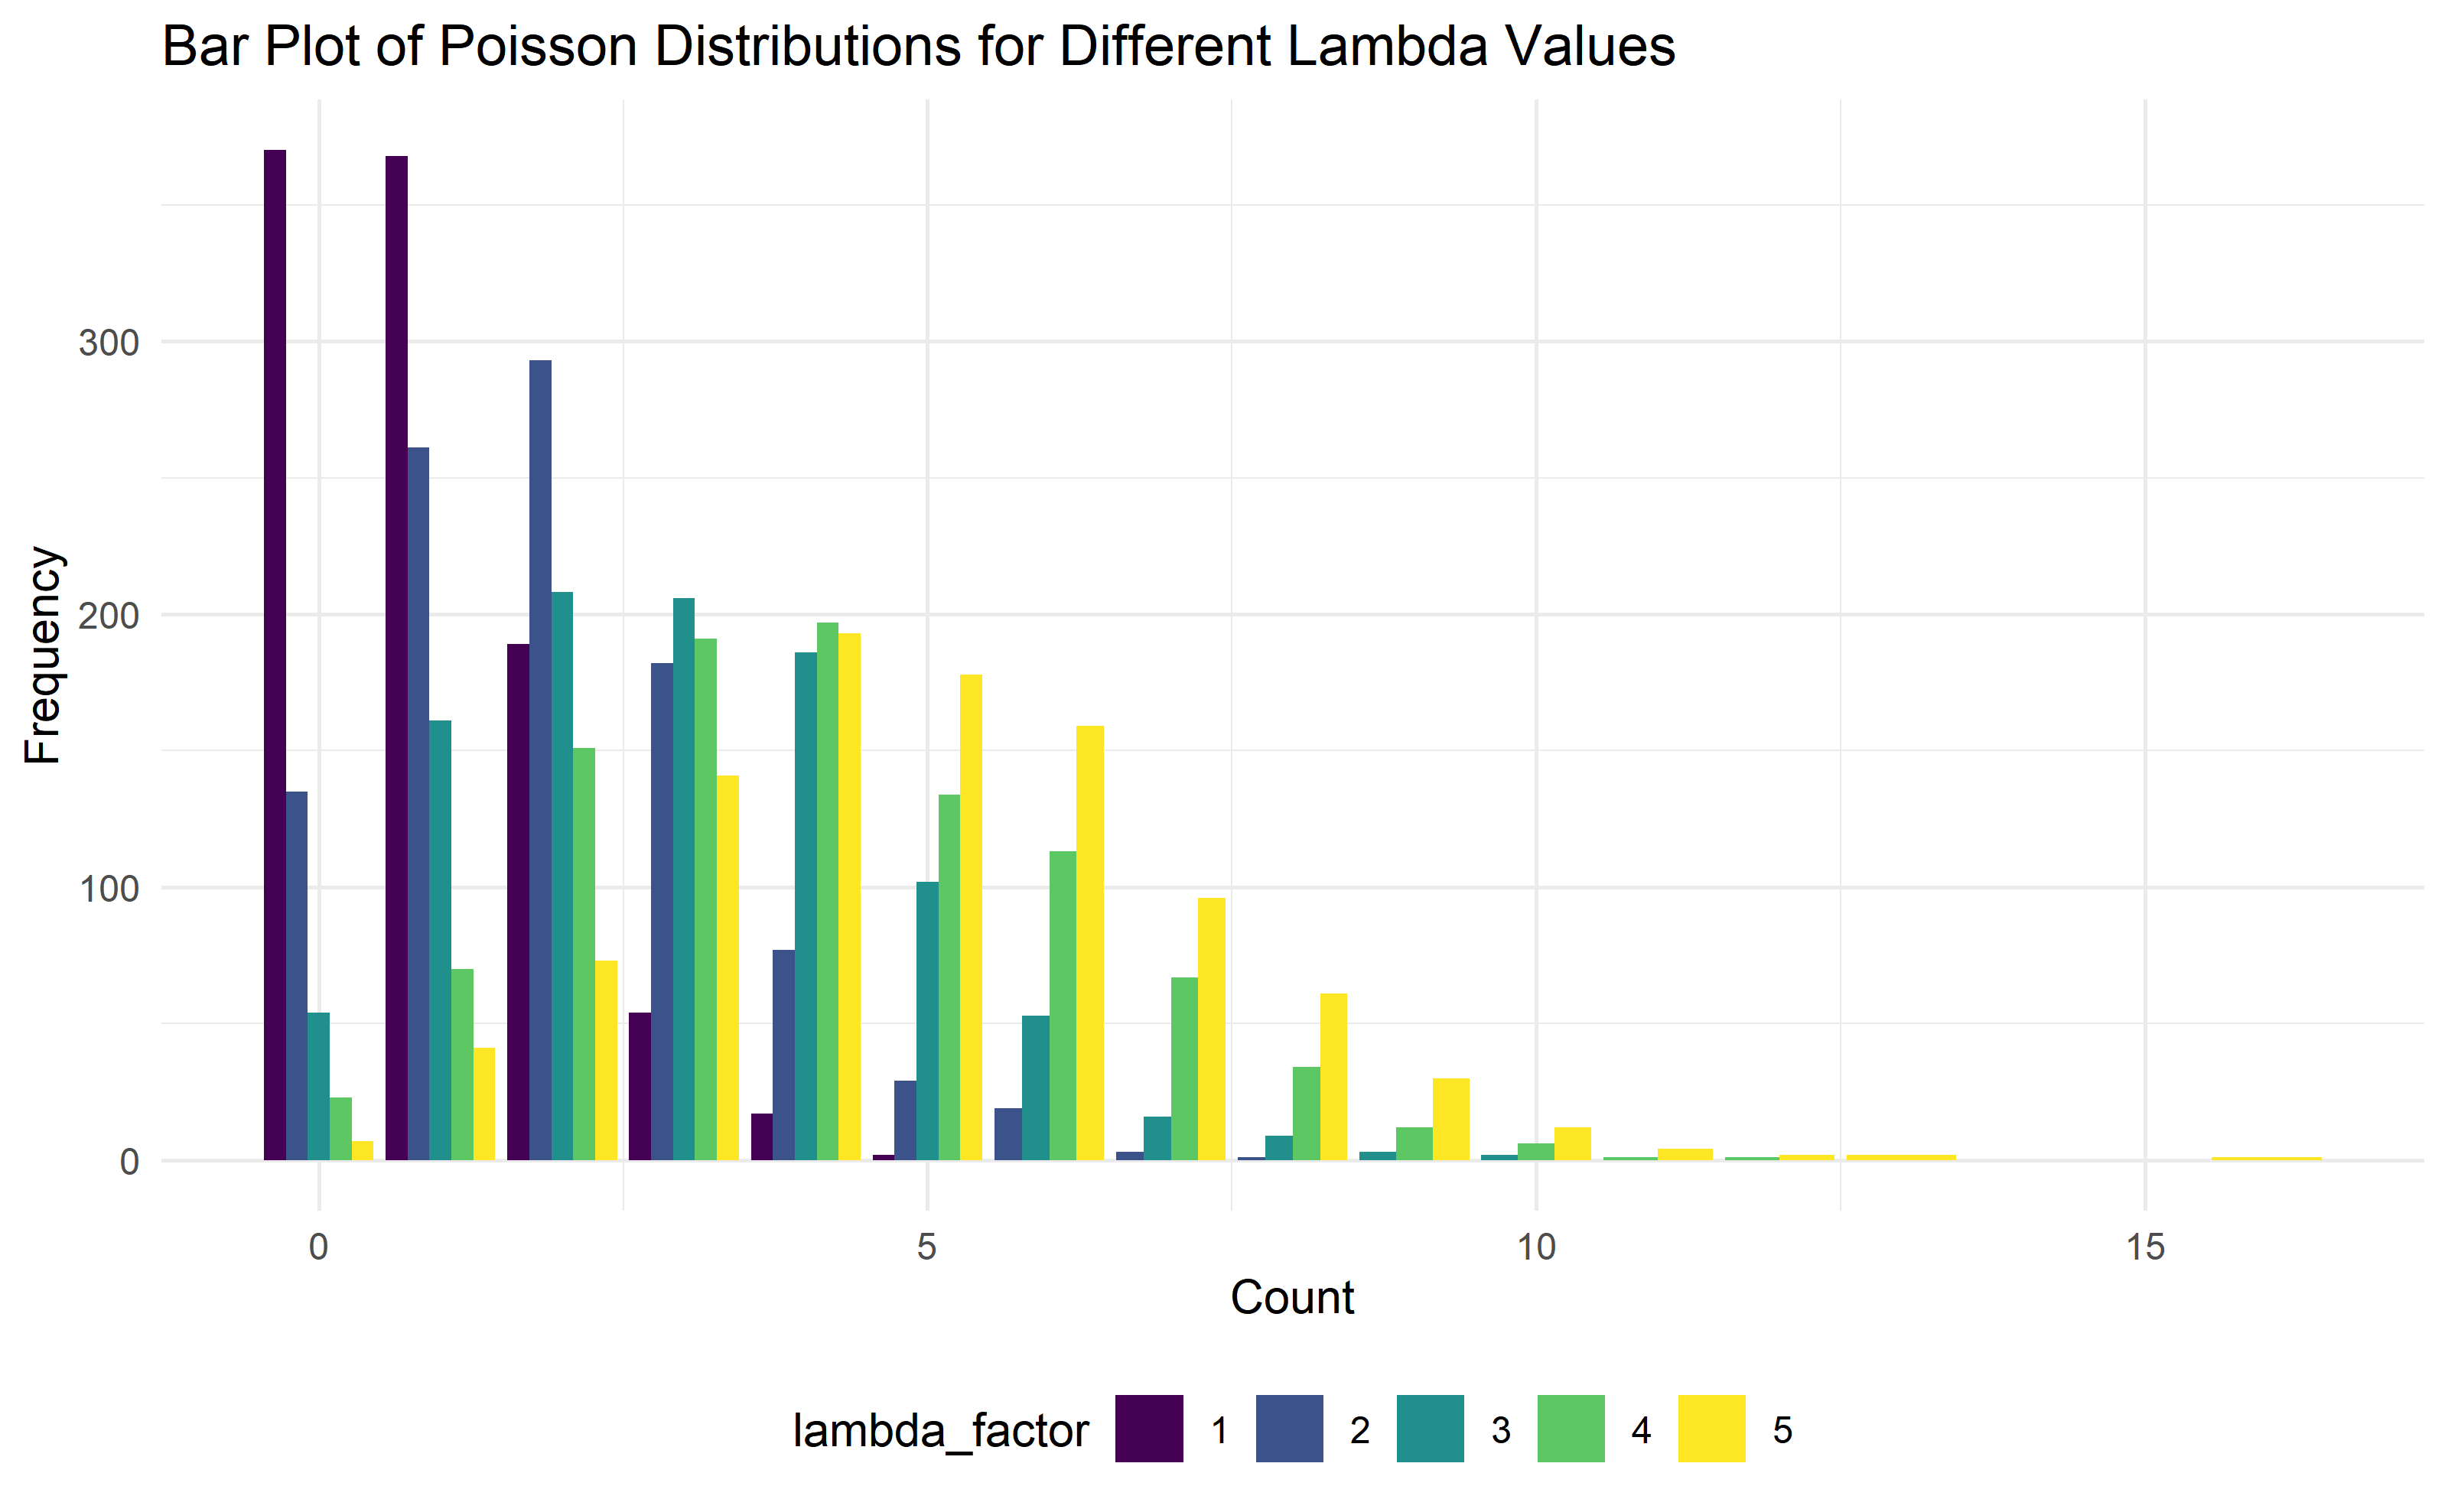 Bar Plot of Poisson Distributions for Different Lambda Values
Frequency
300
200
100
0
0 5 10 15
Count
lambda_factor 1 2 3 4 5